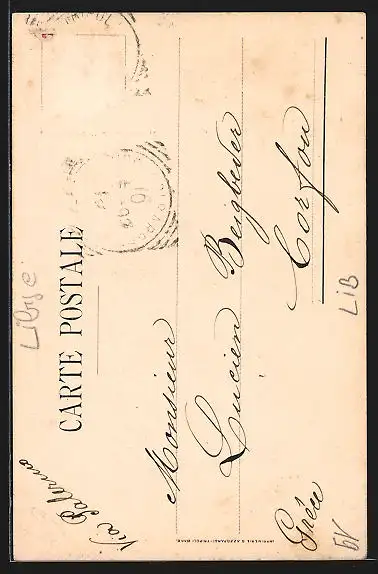 CARTE POSTALE
Via Palermo
Monsieur
Lucien Beigbeder
Corfou
Grèce
Libye
LIB